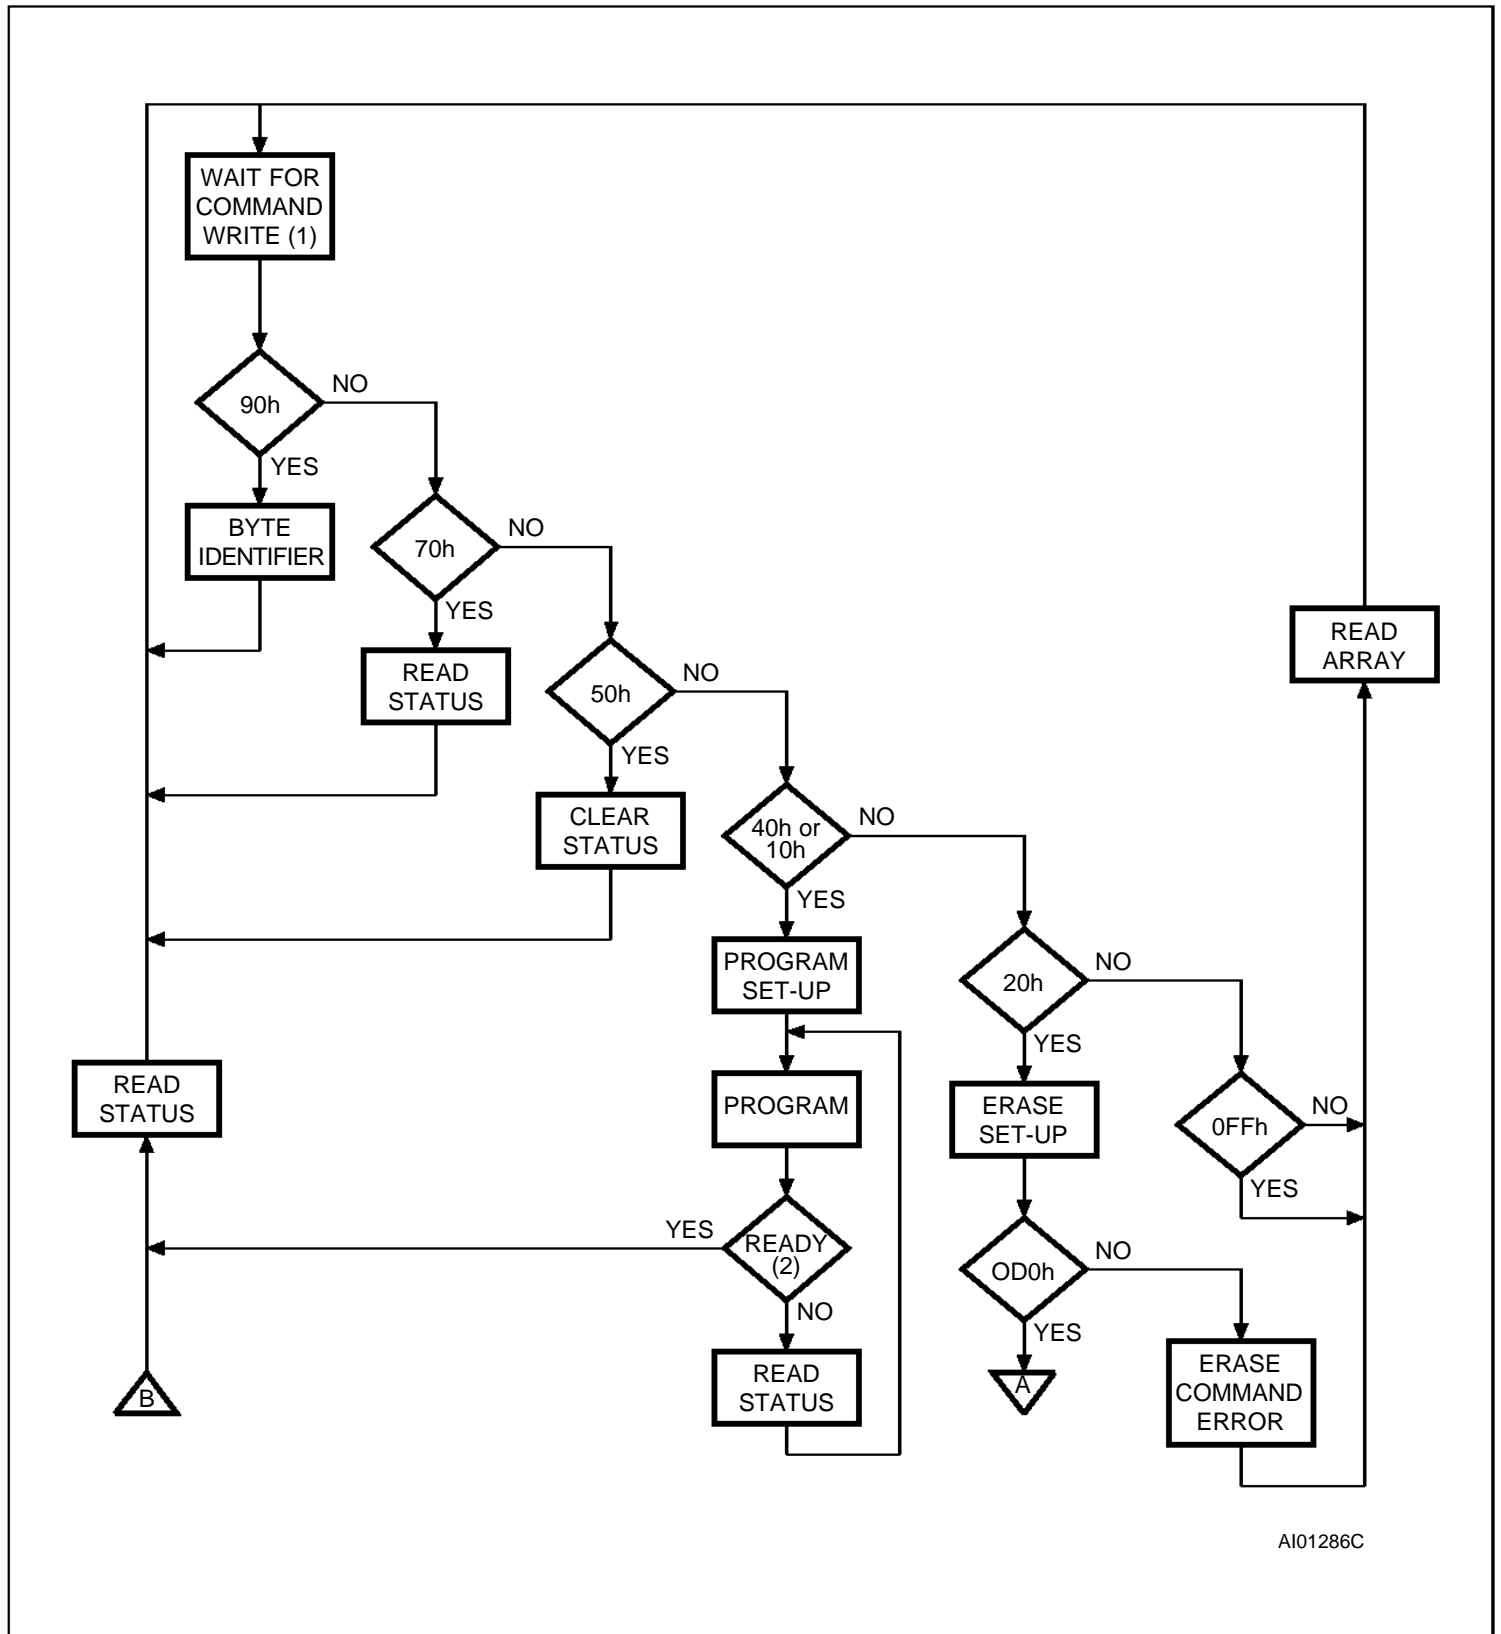 WAIT FOR
COMMAND
WRITE (1)
90h
NO
YES
BYTE
IDENTIFIER
70h
NO
YES
READ
STATUS
50h
NO
YES
CLEAR
STATUS
READ
ARRAY
40h or
10h
NO
YES
PROGRAM
SET-UP
20h
NO
YES
READ
STATUS
PROGRAM
ERASE
SET-UP
0FFh
NO
YES
YES
READY
(2)
NO
OD0h
NO
YES
B
READ
STATUS
A
ERASE
COMMAND
ERROR
AI01286C